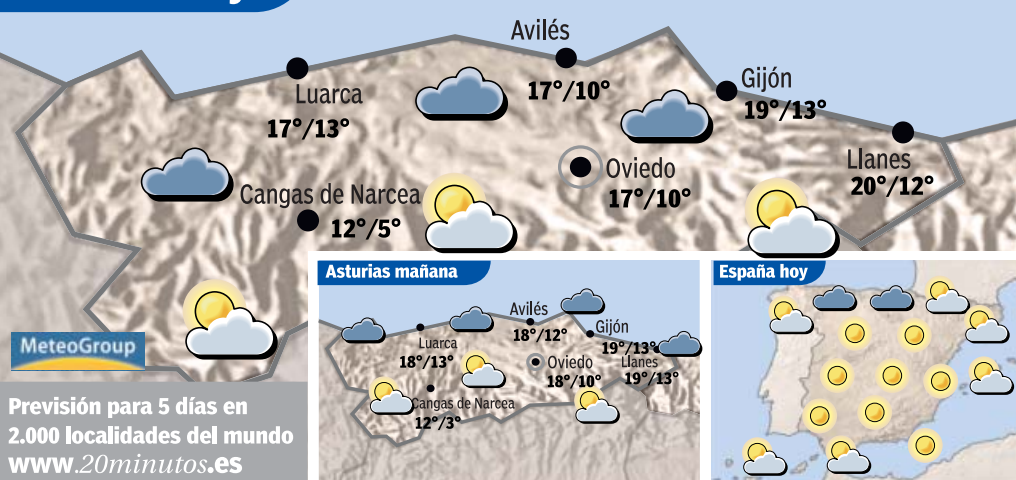 Avilés
17°/10°
Gijón
19°/13°
Luarca
17°/13°
Llanes
20°/12°
Oviedo
17°/10°
Cangas de Narcea
12°/5°
Asturias mañana
Avilés
18°/12°
Gijón
19°/13°
Luarca
18°/13°
Oviedo
18°/10°
Llanes
19°/13°
Cangas de Narcea
12°/3°
España hoy
MeteoGroup
Previsión para 5 días en
2.000 localidades del mundo
www.20minutos.es